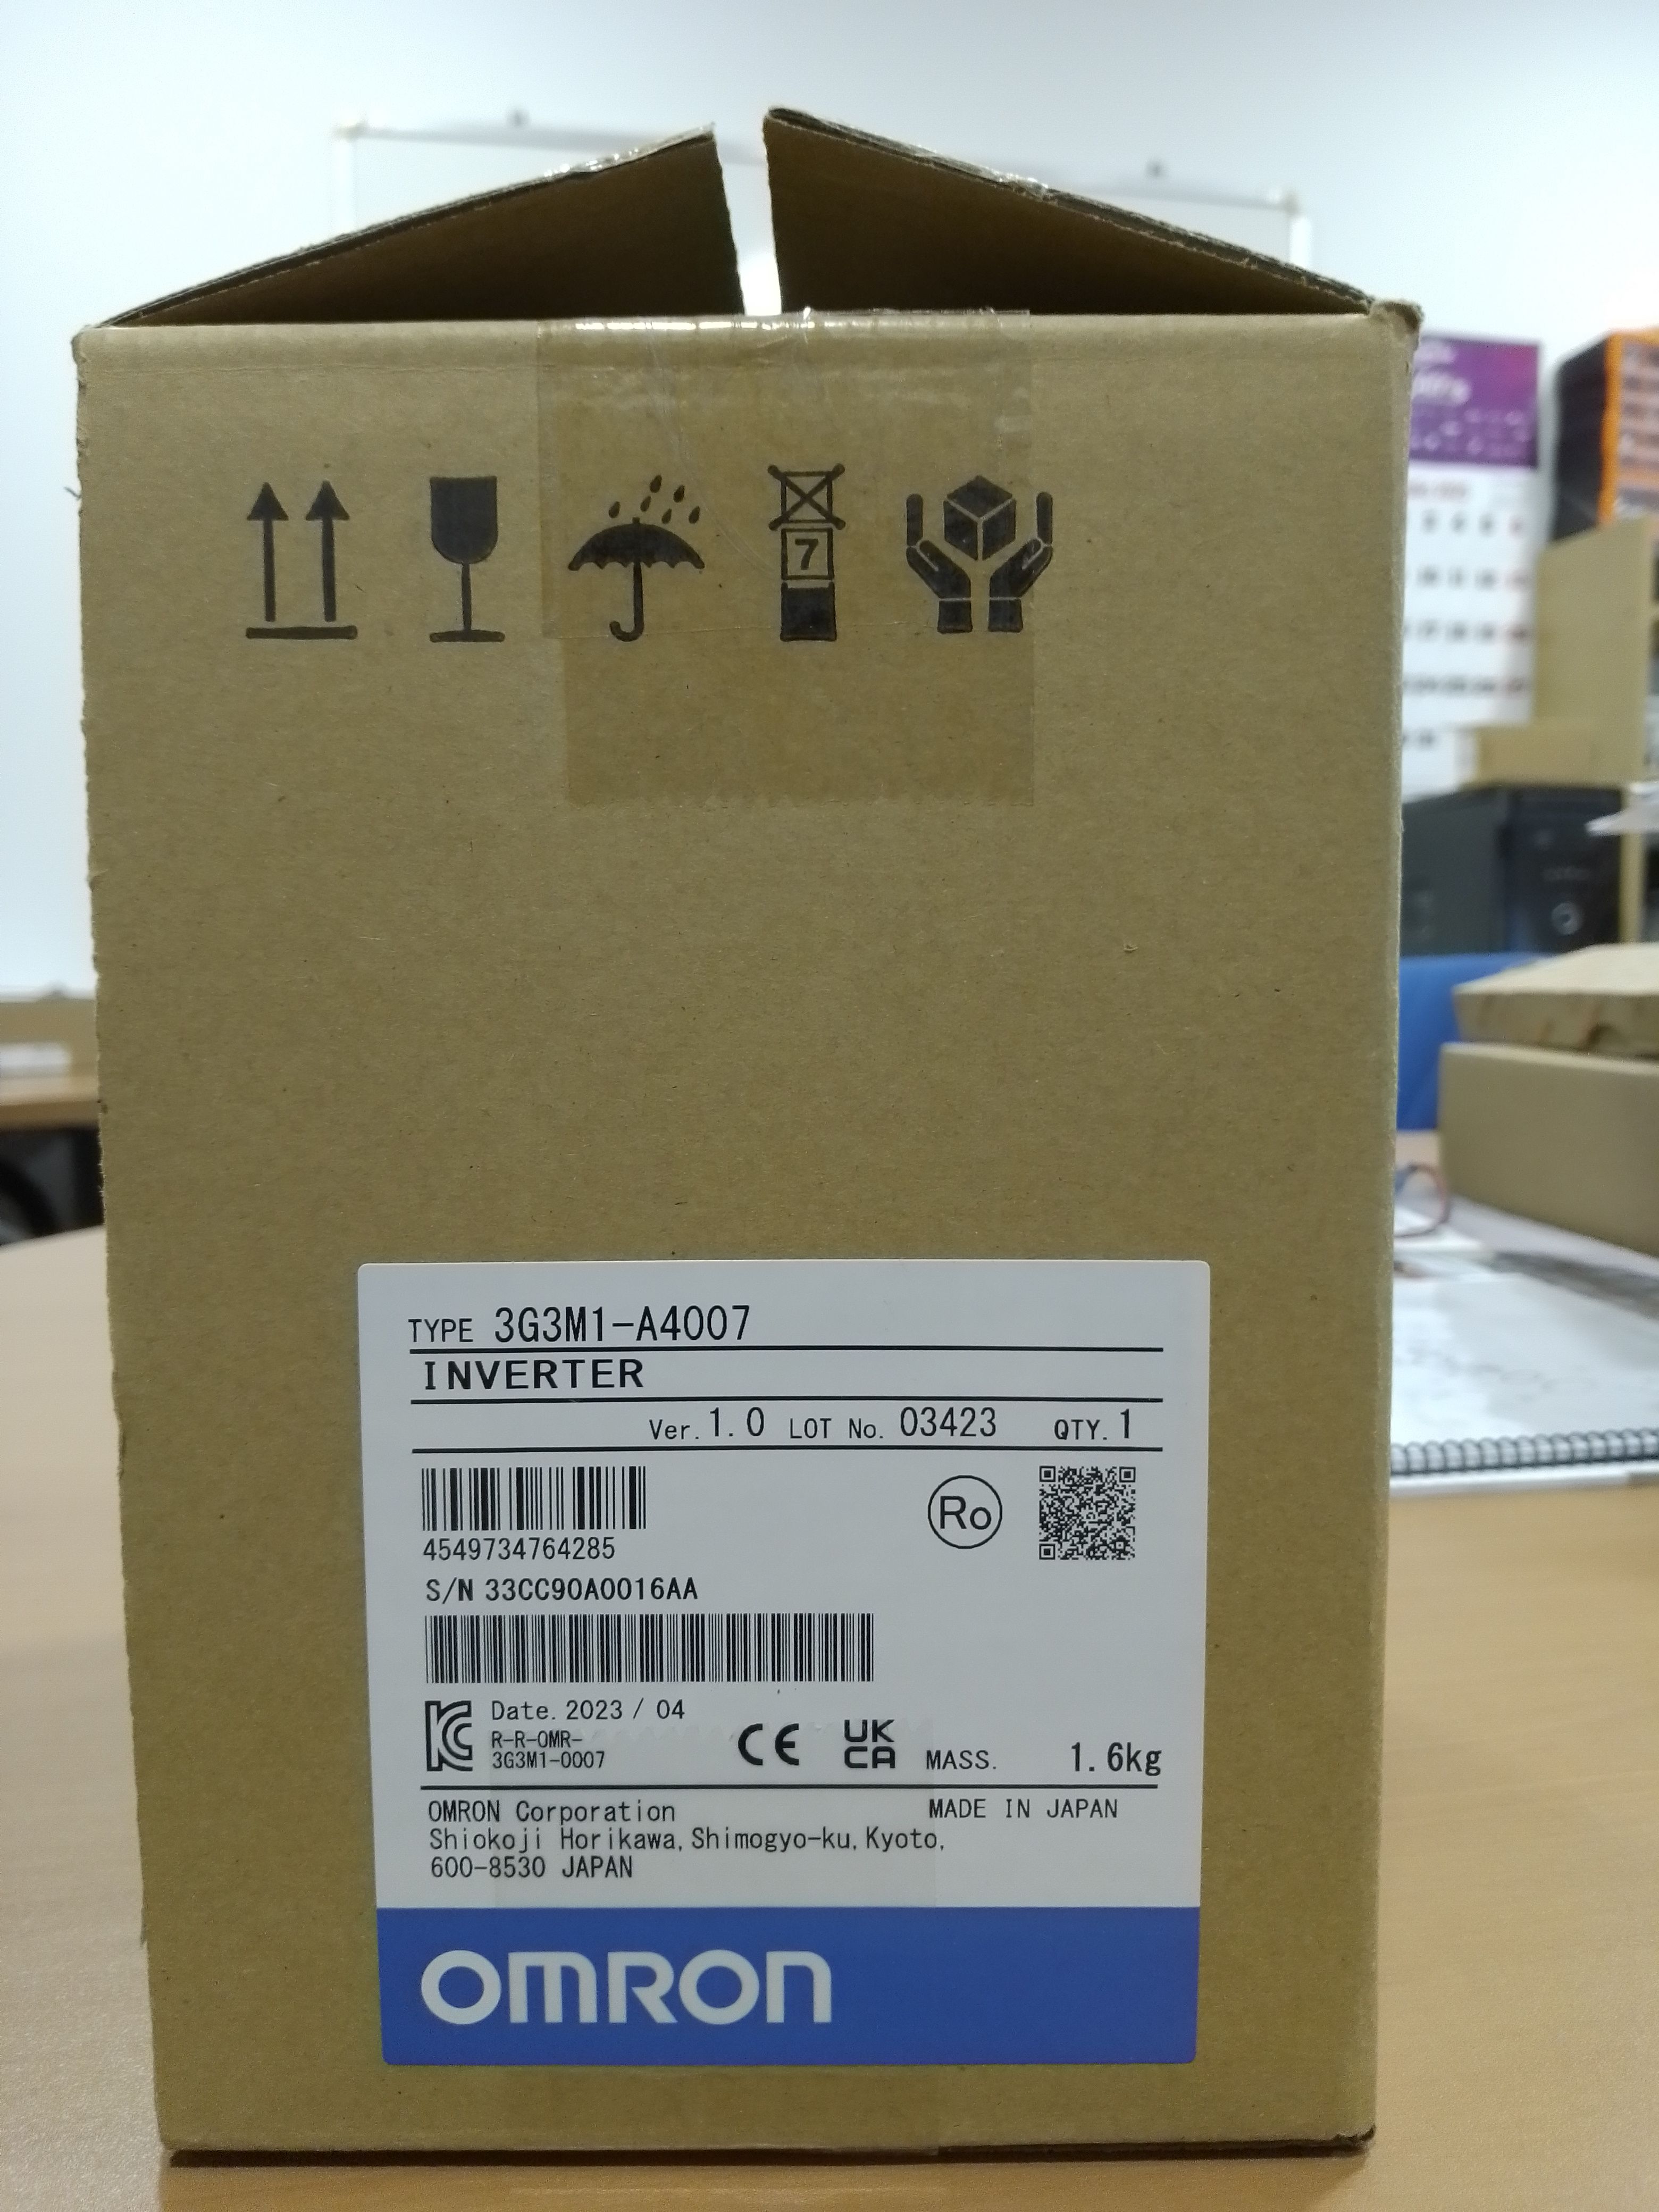 7
TYPE 3G3M1-A4007
INVERTER
Ver. 1.0 LOT No. 03423 QTY. 1
Ro
4549734764285
S/N 33CC90A0016AA
Date. 2023 / 04
R-R-OMR-
3G3M1-0007
CE
UK
CA
MASS. 1.6kg
OMRON Corporation
MADE IN JAPAN
Shiokoji Horikawa, Shimogyo-ku, Kyoto,
600-8530 JAPAN
OMRON